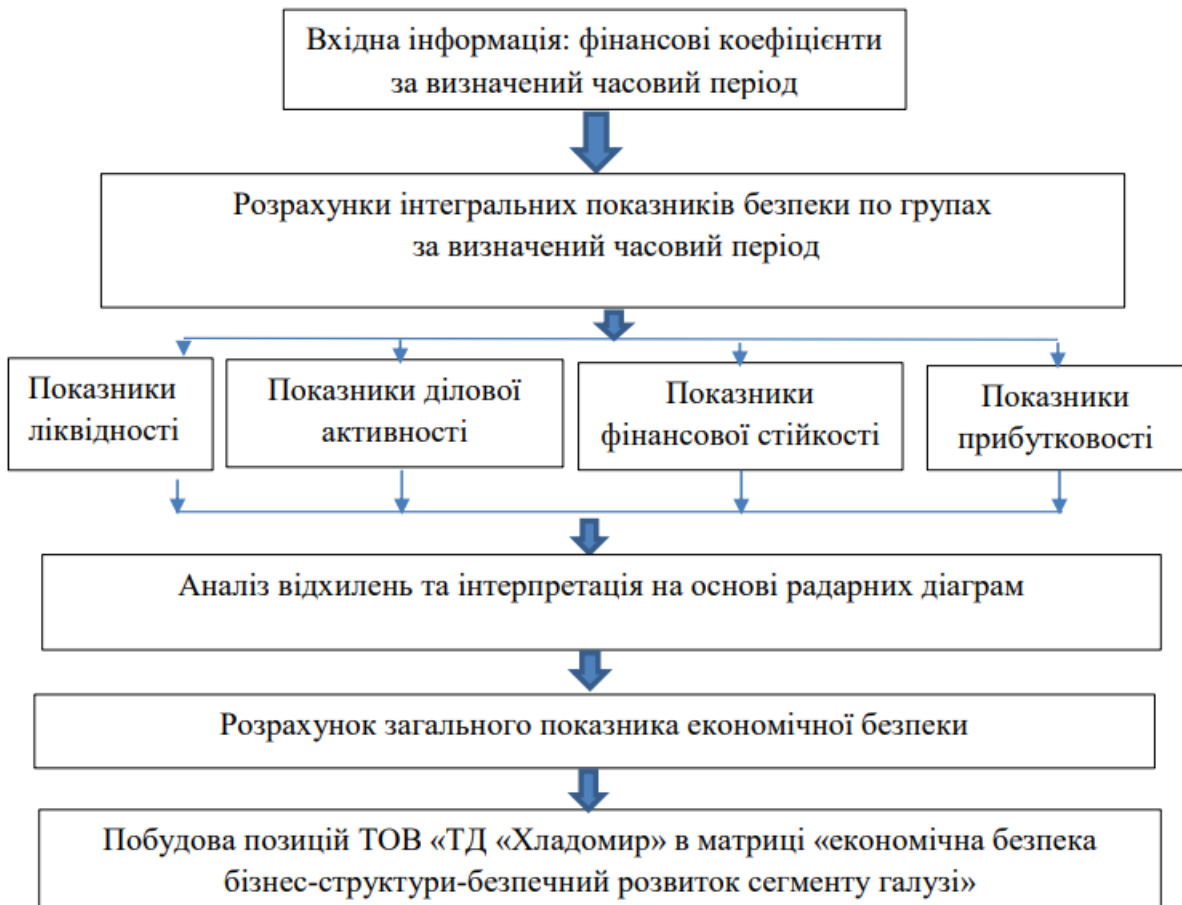 Вхідна інформація: фінансові коефіцієнти
за визначений часовий період
Розрахунки інтегральних показників безпеки по групах
за визначений часовий період
Показники
ліквідності
Показники ділової
активності
Показники
фінансової стійкості
Показники
прибутковості
Аналіз відхилень та інтерпретація на основі радарних діаграм
Розрахунок загального показника економічної безпеки
Побудова позицій ТОВ «ТД «Хладомир» в матриці «економічна безпека
бізнес-структури-безпечний розвиток сегменту галузі»